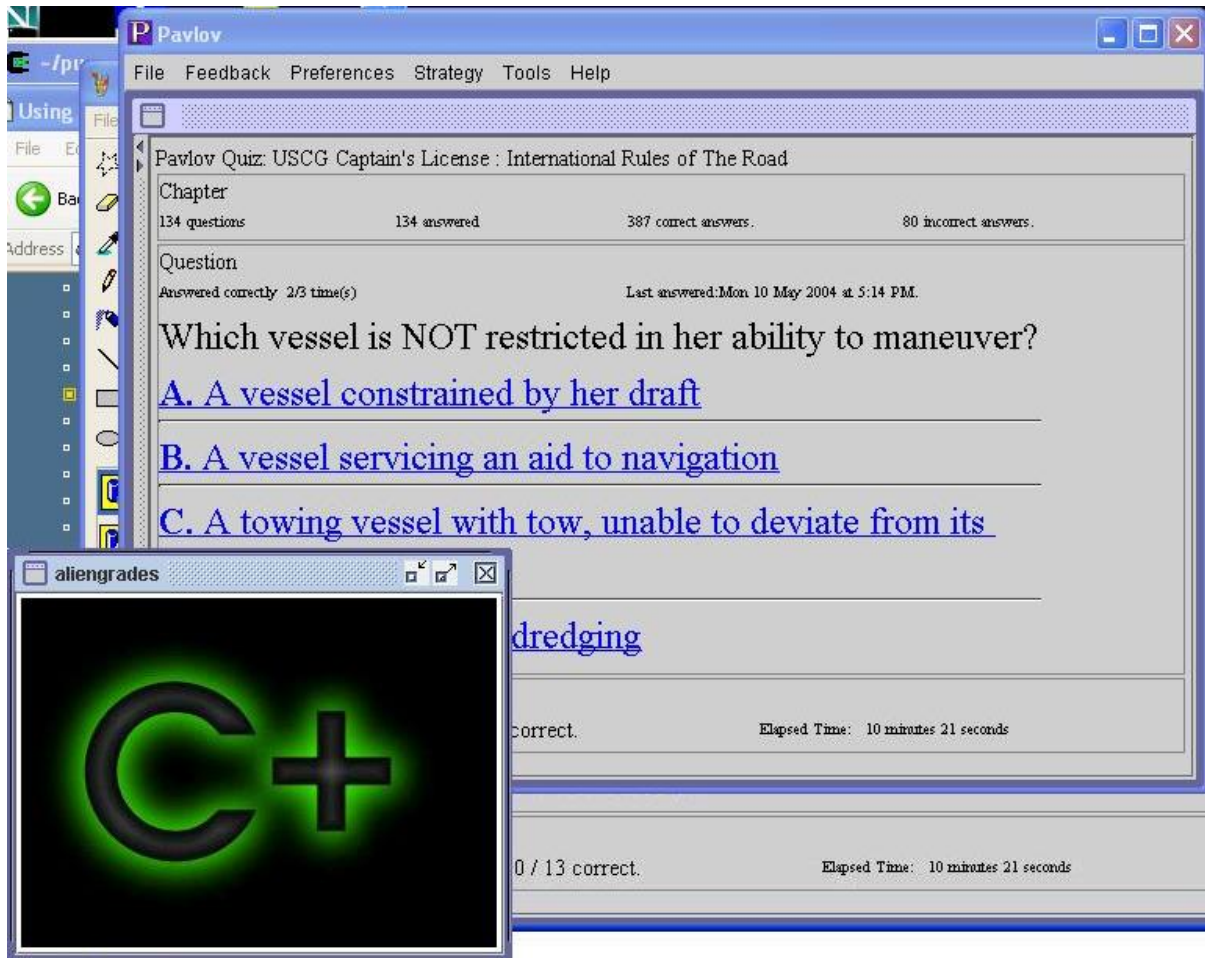 Pavlov
File Feedback Preferences Strategy Tools Help
Using
File
File
Address
Pavlov Quiz: USCG Captain's License : International Rules of The Road
Chapter
134 questions 134 answered 387 correct answers. 80 incorrect answers.
Question
Answered correctly 2/3 time(s) Last answered:Mon 10 May 2004 at 5:14 PM.
Which vessel is NOT restricted in her ability to maneuver?
A. A vessel constrained by her draft
B. A vessel servicing an aid to navigation
C. A towing vessel with tow, unable to deviate from its
dredging
aliengrades
C+
correct. Elapsed Time: 10 minutes 21 seconds
0 / 13 correct. Elapsed Time: 10 minutes 21 seconds